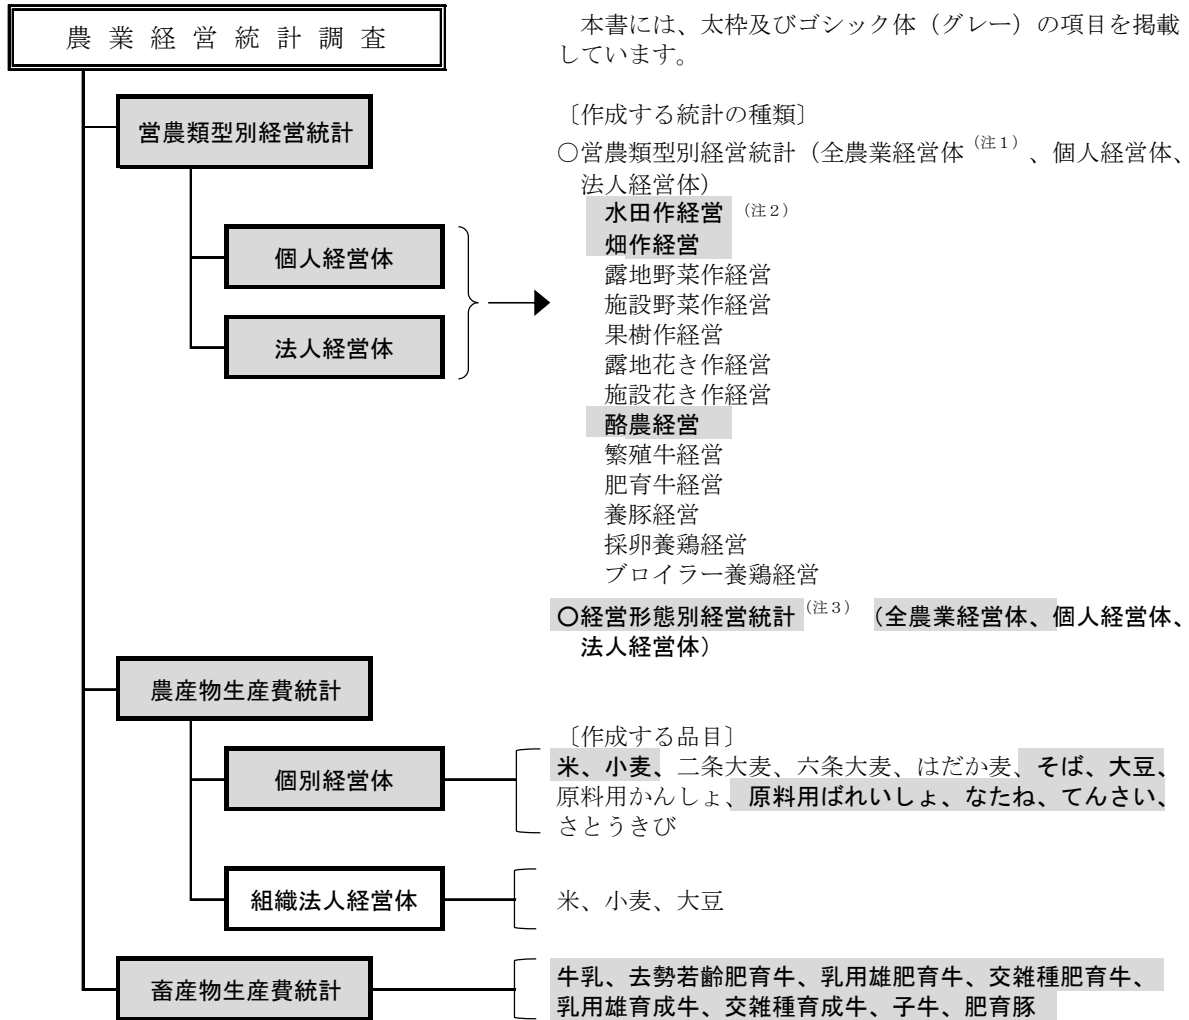 農業経営統計調査
本書には、太枠及びゴシック体（グレー）の項目を掲載
しています。
営農類型別経営統計
個人経営体
法人経営体
〔作成する統計の種類〕
○営農類型別経営統計（全農業経営体（注１）、個人経営体、
法人経営体）
水田作経営（注２）
畑作経営
露地野菜作経営
施設野菜作経営
果樹作経営
露地花き作経営
施設花き作経営
酪農経営
繁殖牛経営
肥育牛経営
養豚経営
採卵養鶏経営
ブロイラー養鶏経営
○経営形態別経営統計（注３）（全農業経営体、個人経営体、
法人経営体）
農産物生産費統計
〔作成する品目〕
個別経営体
米、小麦、二条大麦、六条大麦、はだか麦、そば、大豆、
原料用かんしょ、原料用ばれいしょ、なたね、てんさい、
さとうきび
組織法人経営体
米、小麦、大豆
畜産物生産費統計
牛乳、去勢若齢肥育牛、乳用雄肥育牛、交雑種肥育牛、
乳用雄育成牛、交雑種育成牛、子牛、肥育豚